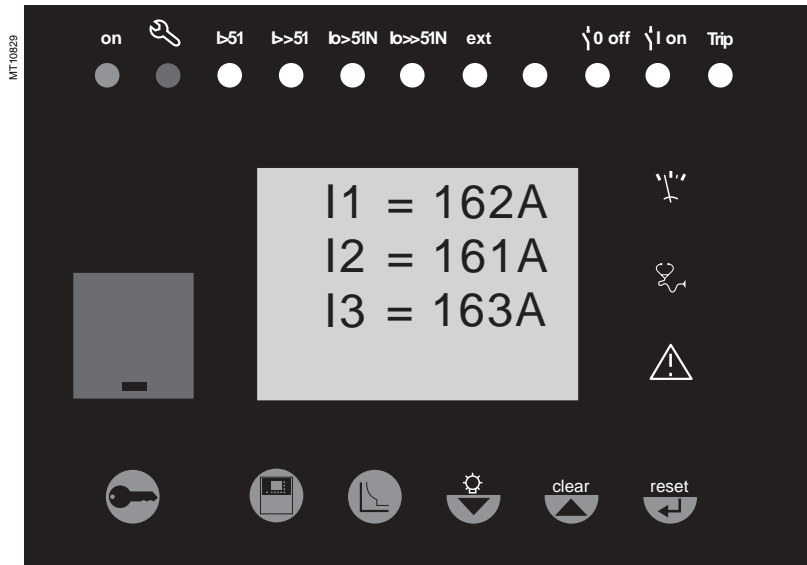 MT10829
on I>51 I>>51 Io>51N Io>>51N ext 0 off I on Trip
I1 = 162A
I2 = 161A
I3 = 163A
clear reset